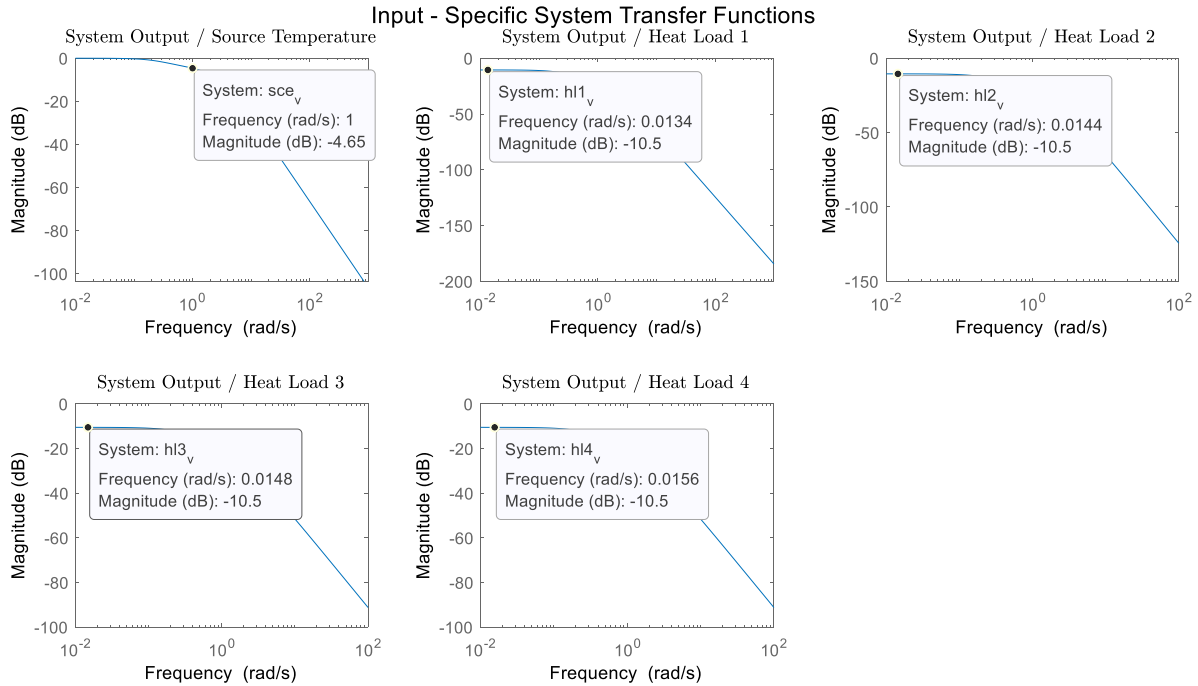 Input - Specific System Transfer Functions
System Output / Source Temperature
Magnitude (dB)
0
-20
-40
-60
-80
-100
System: sce_v
Frequency (rad/s): 1
Magnitude (dB): -4.65
10^-2
10^0
10^2
Frequency (rad/s)
System Output / Heat Load 1
Magnitude (dB)
0
-50
-100
-150
-200
System: hl1_v
Frequency (rad/s): 0.0134
Magnitude (dB): -10.5
10^-2
10^0
10^2
Frequency (rad/s)
System Output / Heat Load 2
Magnitude (dB)
0
-50
-100
-150
System: hl2_v
Frequency (rad/s): 0.0144
Magnitude (dB): -10.5
10^-2
10^0
10^2
Frequency (rad/s)
System Output / Heat Load 3
Magnitude (dB)
0
-20
-40
-60
-80
-100
System: hl3_v
Frequency (rad/s): 0.0148
Magnitude (dB): -10.5
10^-2
10^0
10^2
Frequency (rad/s)
System Output / Heat Load 4
Magnitude (dB)
0
-20
-40
-60
-80
-100
System: hl4_v
Frequency (rad/s): 0.0156
Magnitude (dB): -10.5
10^-2
10^0
10^2
Frequency (rad/s)